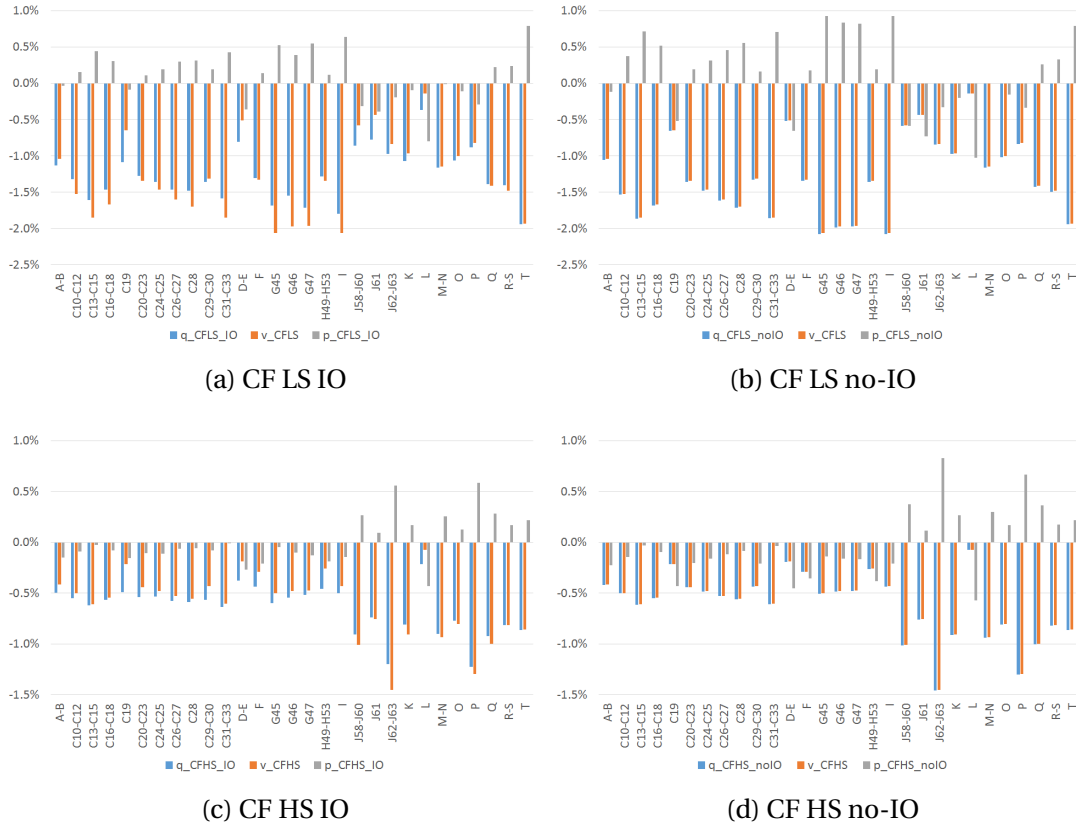 1.0%
0.5%
0.0%
-0.5%
-1.0%
-1.5%
-2.0%
-2.5%
A-B
C10-C12
C13-C15
C16-C18
C19
C20-C23
C24-C25
C26-C27
C28
C29-C30
C31-C33
D-E
F
G45
G46
G47
H49-H53
I
J58-J60
J61
J62-J63
K
L
M-N
O
P
Q
R-S
T
q_CFLS_IO v_CFLS p_CFLS_IO
(a) CF LS IO
1.0%
0.5%
0.0%
-0.5%
-1.0%
-1.5%
-2.0%
-2.5%
A-B
C10-C12
C13-C15
C16-C18
C19
C20-C23
C24-C25
C26-C27
C28
C29-C30
C31-C33
D-E
F
G45
G46
G47
H49-H53
I
J58-J60
J61
J62-J63
K
L
M-N
O
P
Q
R-S
T
q_CFLS_noIO v_CFLS p_CFLS_noIO
(b) CF LS no-IO
1.0%
0.5%
0.0%
-0.5%
-1.0%
-1.5%
A-B
C10-C12
C13-C15
C16-C18
C19
C20-C23
C24-C25
C26-C27
C28
C29-C30
C31-C33
D-E
F
G45
G46
G47
H49-H53
I
J58-J60
J61
J62-J63
K
L
M-N
O
P
Q
R-S
T
q_CFHS_IO v_CFHS p_CFHS_IO
(c) CF HS IO
1.0%
0.5%
0.0%
-0.5%
-1.0%
-1.5%
A-B
C10-C12
C13-C15
C16-C18
C19
C20-C23
C24-C25
C26-C27
C28
C29-C30
C31-C33
D-E
F
G45
G46
G47
H49-H53
I
J58-J60
J61
J62-J63
K
L
M-N
O
P
Q
R-S
T
q_CFHS_noIO v_CFHS p_CFHS_noIO
(d) CF HS no-IO